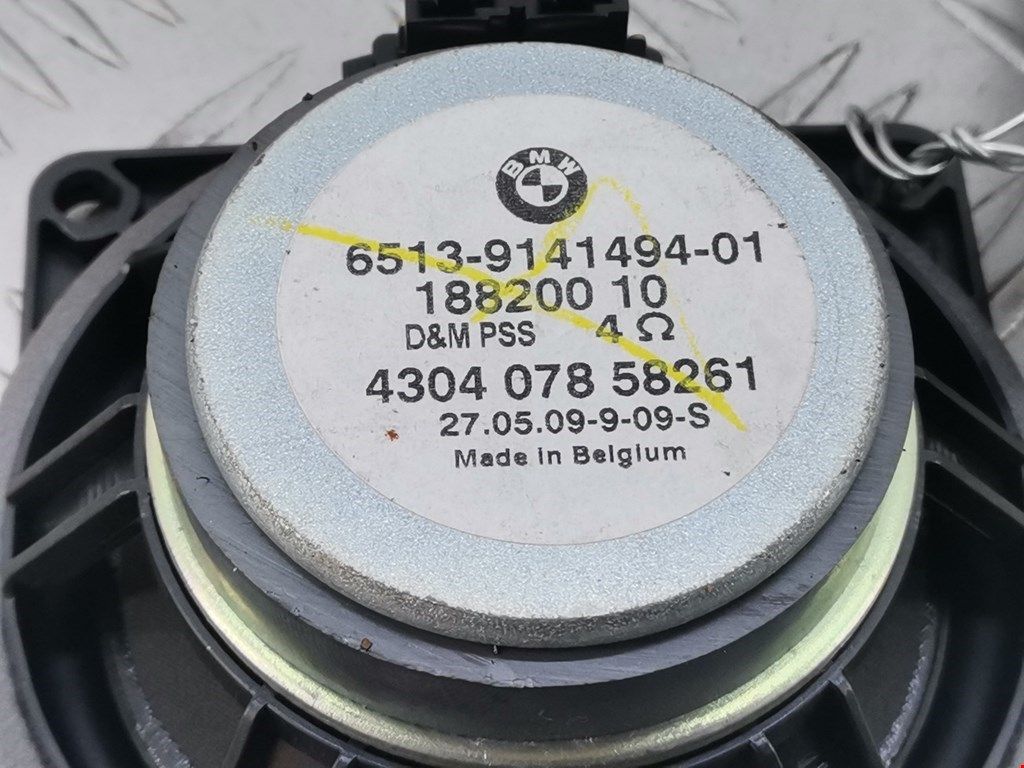 BMW
6513-9141494-01
188200 10
D&M PSS 4 Ω
4304 078 58261
27.05.09-9-09-S
Made in Belgium